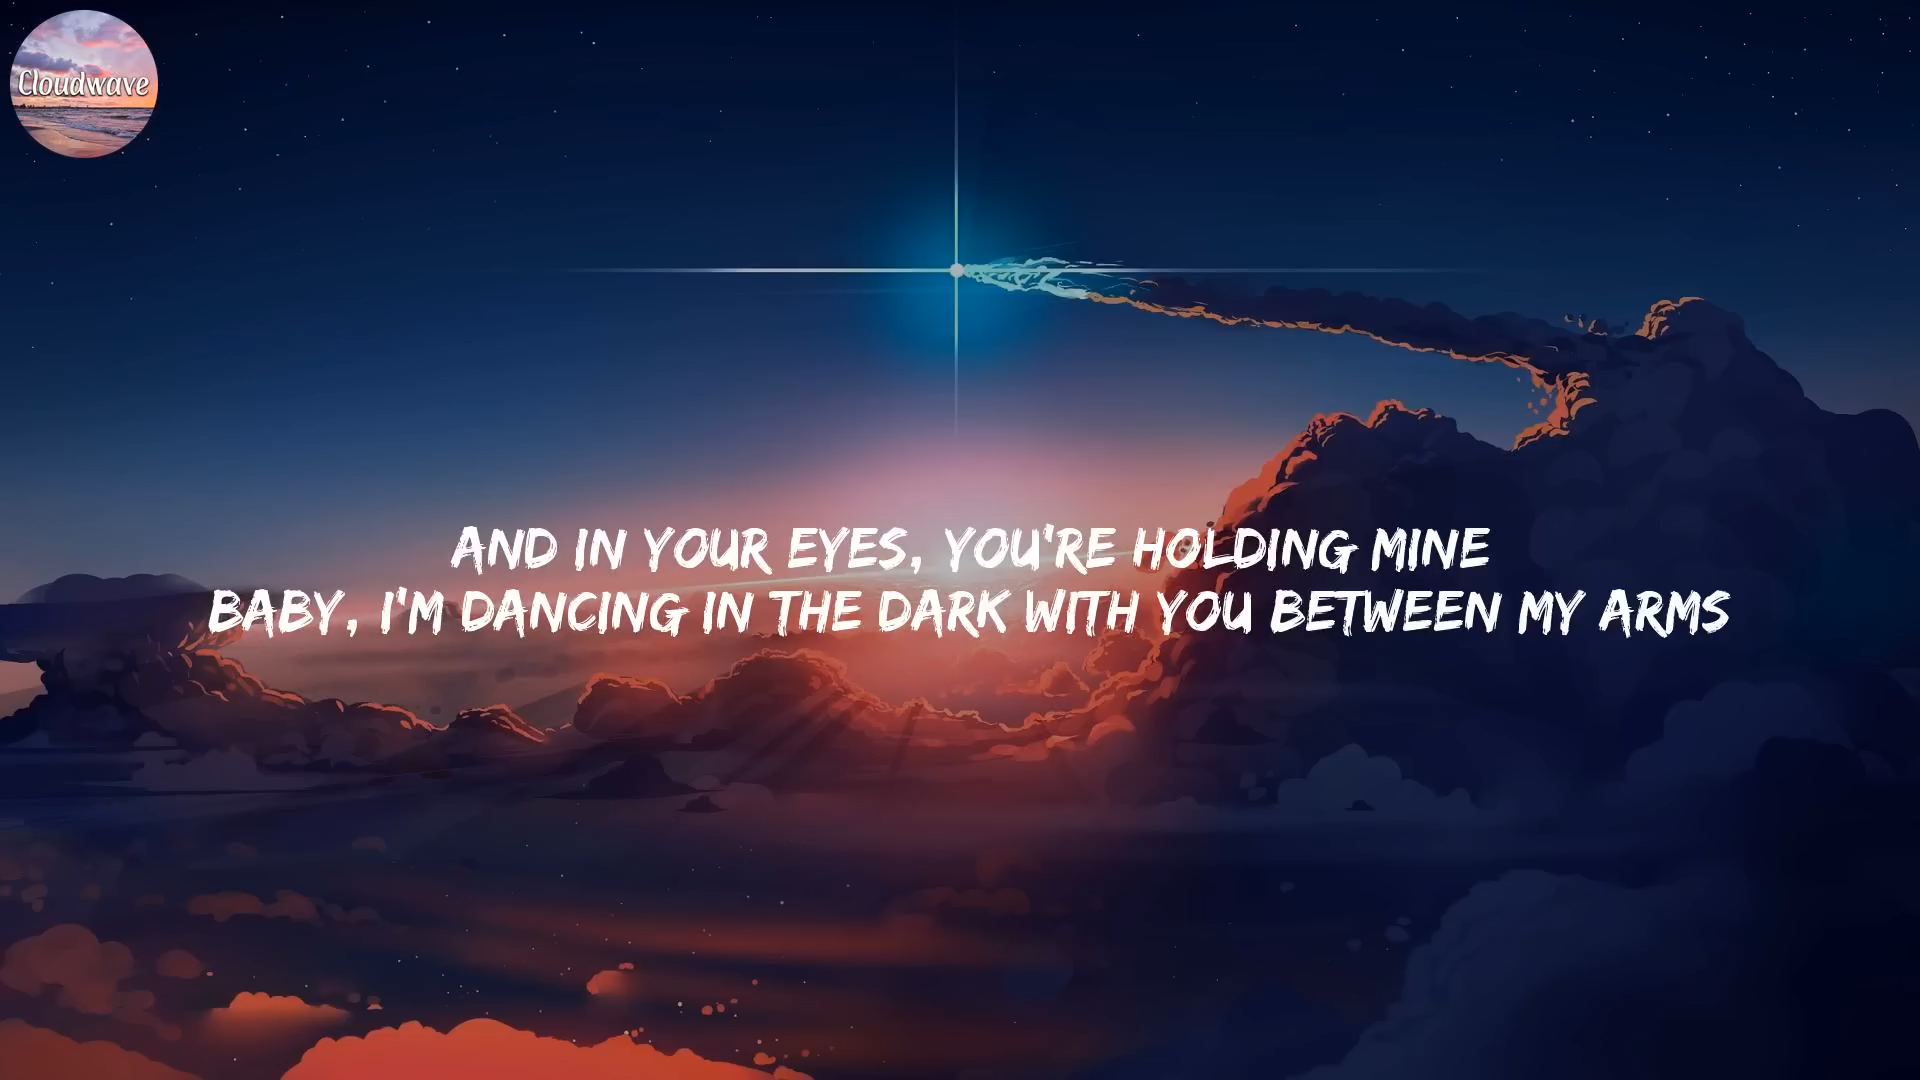 Cloudwave
AND IN YOUR EYES, YOU'RE HOLDING MINE
BABY, I'M DANCING IN THE DARK WITH YOU BETWEEN MY ARMS